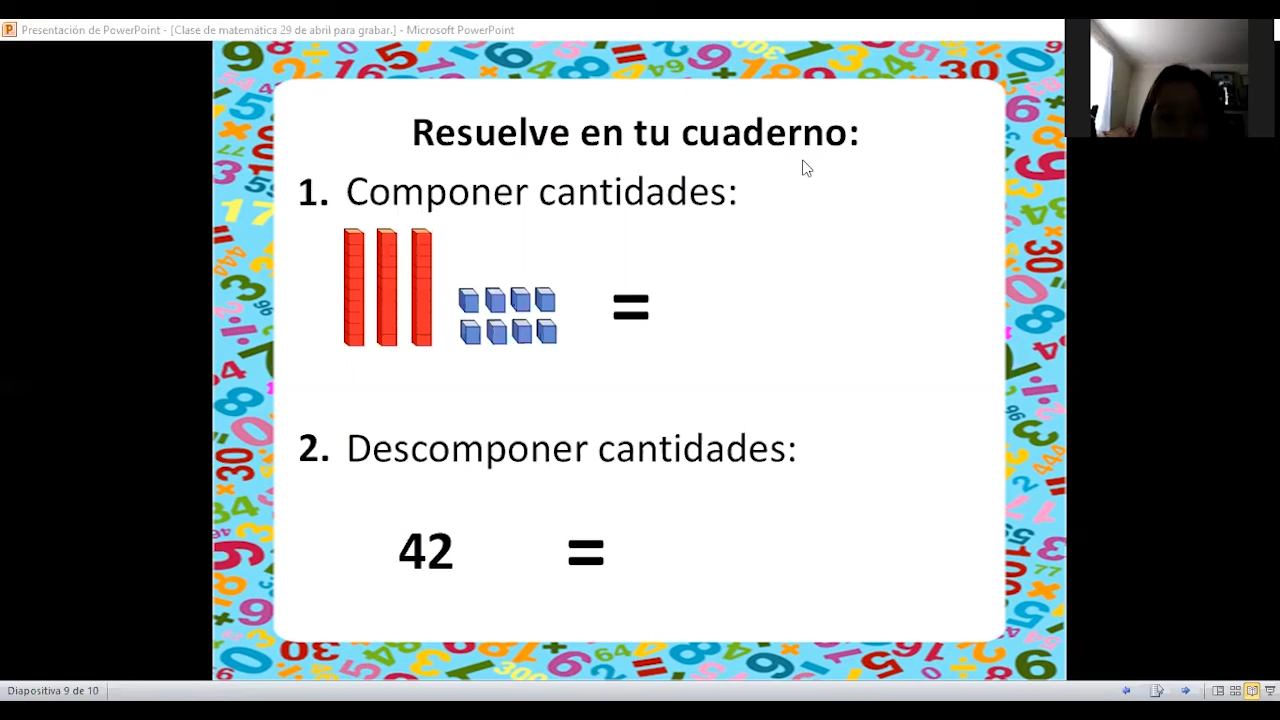 Presentación de PowerPoint - [Clase de matemática 29 de abril para grabar.] - Microsoft PowerPoint
Resuelve en tu cuaderno:
1. Componer cantidades:
=
2. Descomponer cantidades:
42 =
Diapositiva 9 de 10